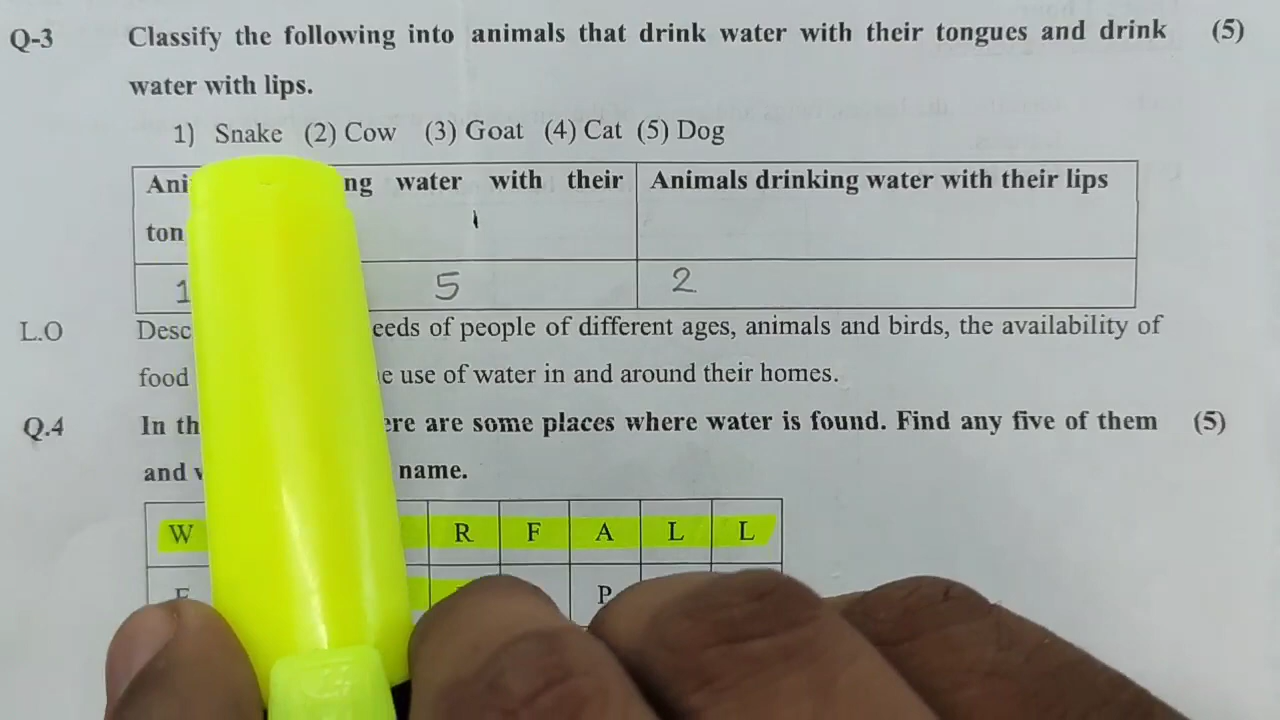 Q-3 Classify the following into animals that drink water with their tongues and drink (5)
water with lips.
1) Snake (2) Cow (3) Goat (4) Cat (5) Dog
Ani ng water with their Animals drinking water with their lips
ton
1 5 2
L.O Desc eeds of people of different ages, animals and birds, the availability of
food e use of water in and around their homes.
Q.4 In th ere are some places where water is found. Find any five of them (5)
and name.
W R F A L L
P